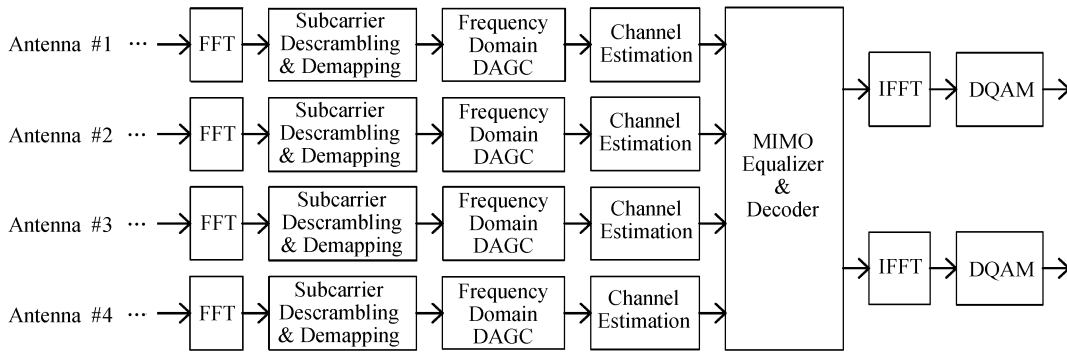 Antenna #1 ...
FFT
Subcarrier
Descrambling
& Demapping
Frequency
Domain
DAGC
Channel
Estimation
Antenna #2 ...
FFT
Subcarrier
Descrambling
& Demapping
Frequency
Domain
DAGC
Channel
Estimation
Antenna #3 ...
FFT
Subcarrier
Descrambling
& Demapping
Frequency
Domain
DAGC
Channel
Estimation
Antenna #4 ...
FFT
Subcarrier
Descrambling
& Demapping
Frequency
Domain
DAGC
Channel
Estimation
MIMO
Equalizer
&
Decoder
IFFT
DQAM
IFFT
DQAM